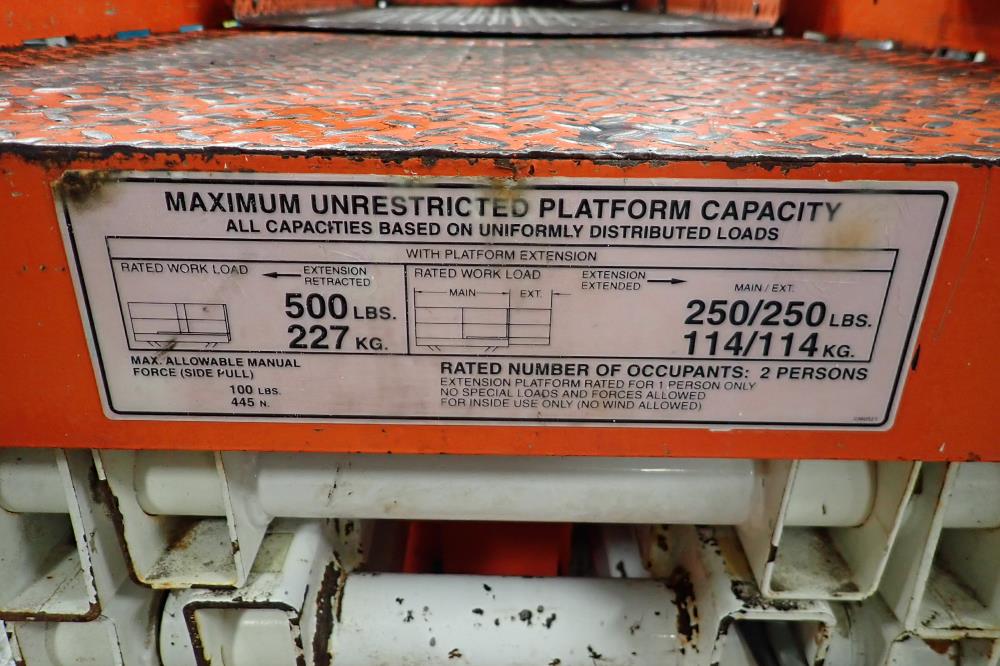 MAXIMUM UNRESTRICTED PLATFORM CAPACITY
ALL CAPACITIES BASED ON UNIFORMLY DISTRIBUTED LOADS
WITH PLATFORM EXTENSION
RATED WORK LOAD
EXTENSION
RETRACTED
500 LBS.
227 KG.
RATED WORK LOAD
EXTENSION
EXTENDED
MAIN
EXT.
MAIN / EXT.
250/250 LBS.
114/114 KG.
MAX. ALLOWABLE MANUAL
FORCE (SIDE PULL)
100 LBS.
445 N.
RATED NUMBER OF OCCUPANTS: 2 PERSONS
EXTENSION PLATFORM RATED FOR 1 PERSON ONLY
NO SPECIAL LOADS AND FORCES ALLOWED
FOR INSIDE USE ONLY (NO WIND ALLOWED)